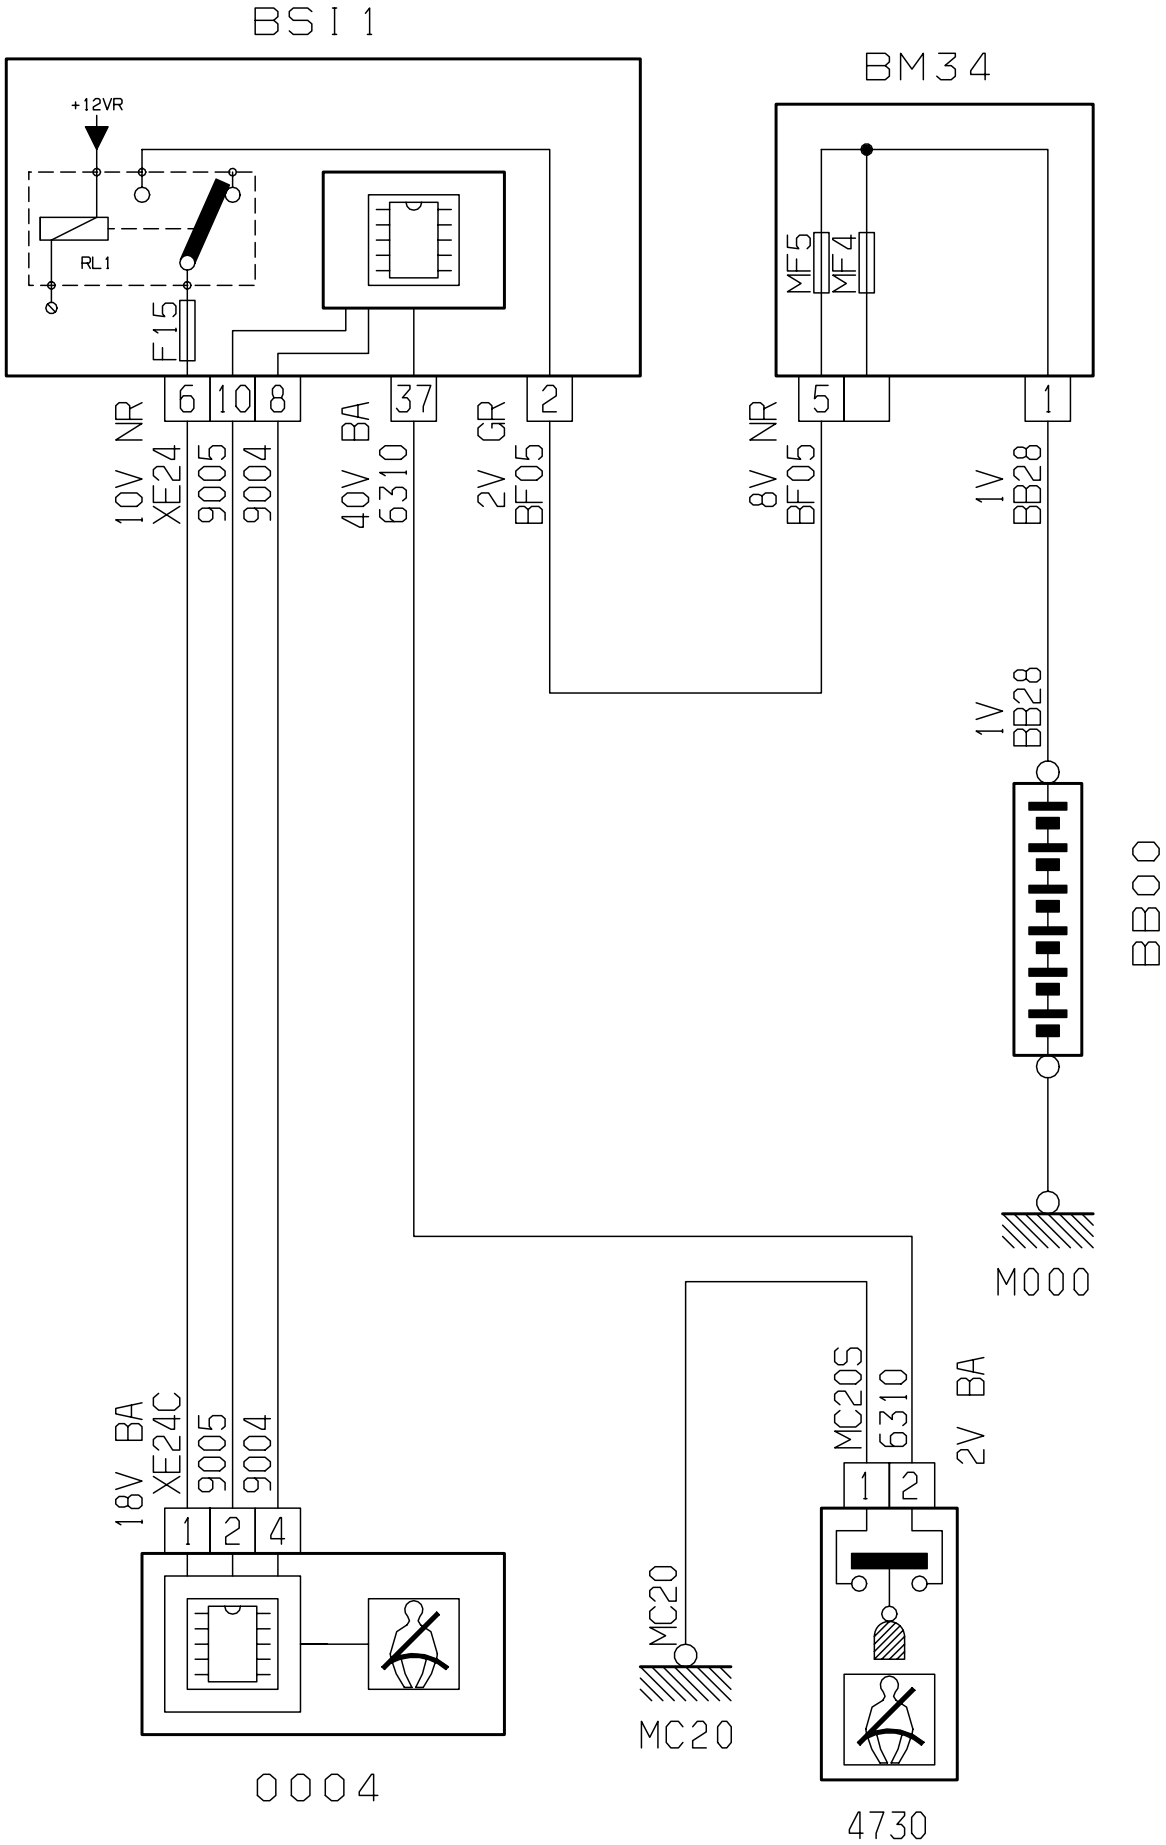 BSI1
BM34
+12VR
RL1
F15
MF5
MF4
6 10 8 37 2
5 1
10V NR
XE24
9005
9004
40V BA
6310
2V GR
BF05
8V NR
BF05
1V
BB28
1V
BB28
BB00
M000
18V BA
XE24C
9005
9004
MC20S
6310
2V BA
1 2
1 2 4
MC20
MC20
0004
4730